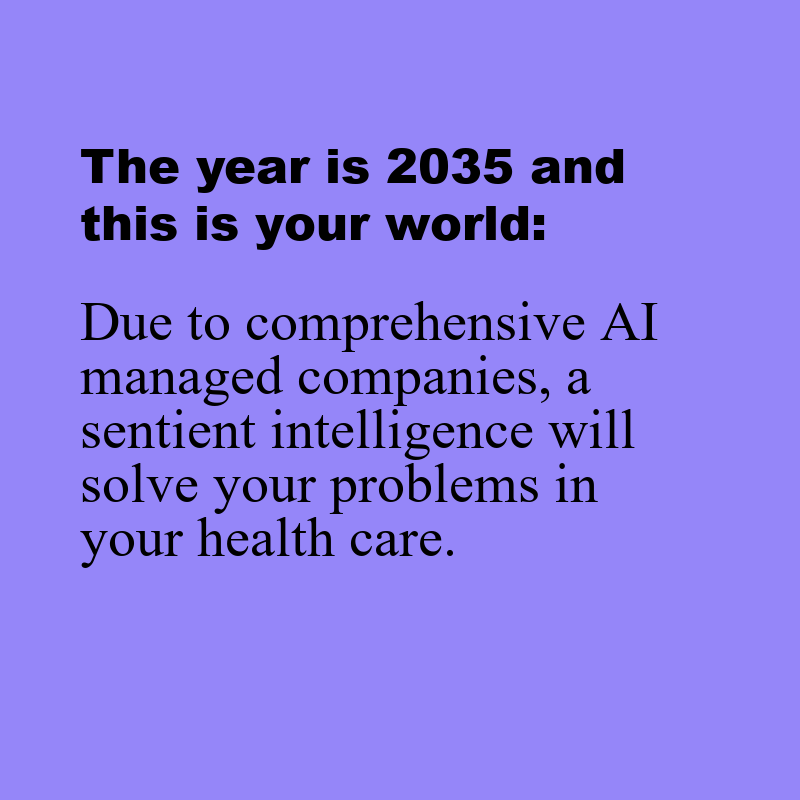 The year is 2035 and
this is your world:
Due to comprehensive AI
managed companies, a
sentient intelligence will
solve your problems in
your health care.